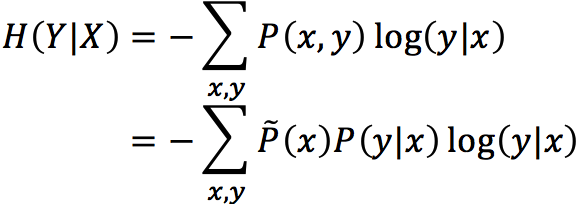 H(Y|X) = − ∑_{x,y} P(x, y) log(y|x)
= − ∑_{x,y} P̃(x)P(y|x) log(y|x)